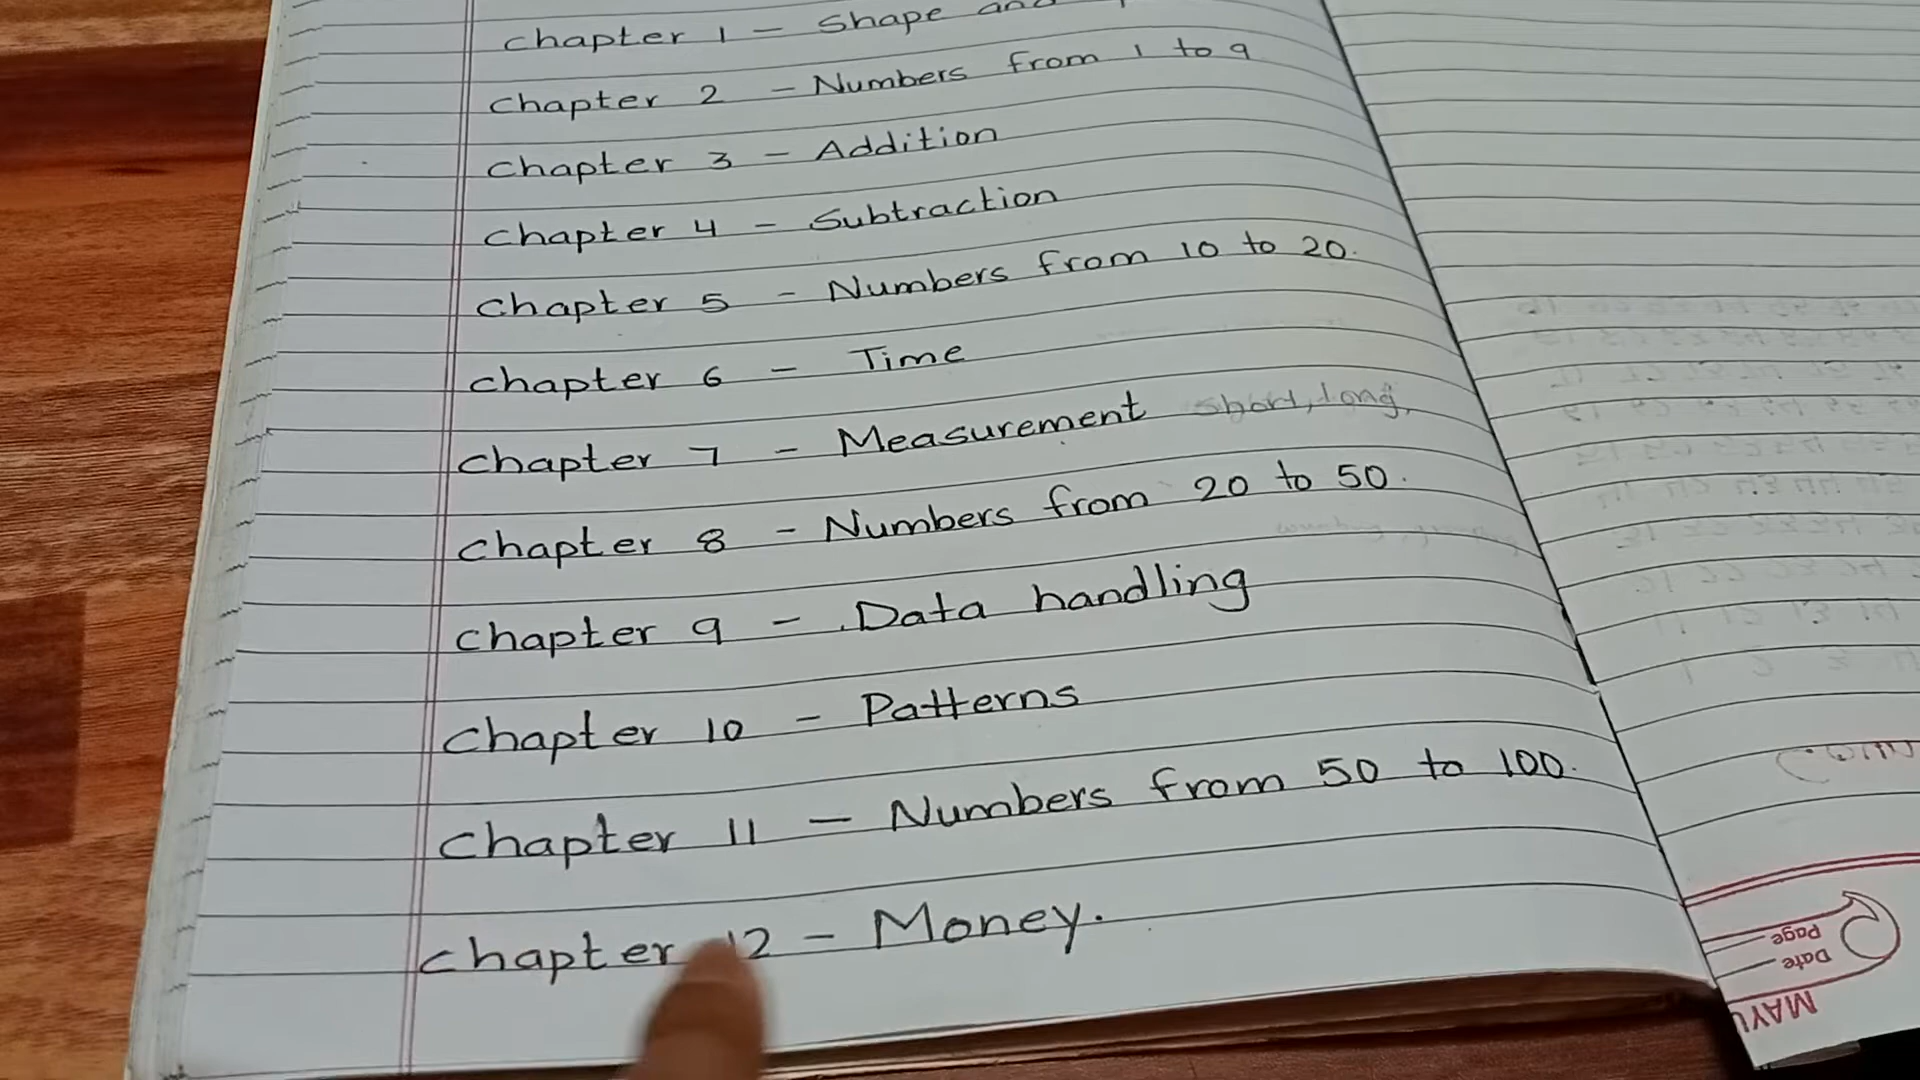 chapter 1 – Shape and
chapter 2 – Numbers from 1 to 9
chapter 3 – Addition
chapter 4 – Subtraction
chapter 5 – Numbers from 10 to 20.
chapter 6 – Time
chapter 7 – Measurement short, long,
chapter 8 – Numbers from 20 to 50.
chapter 9 – Data handling
chapter 10 – Patterns
chapter 11 – Numbers from 50 to 100.
chapter 12 – Money.
Page
Date